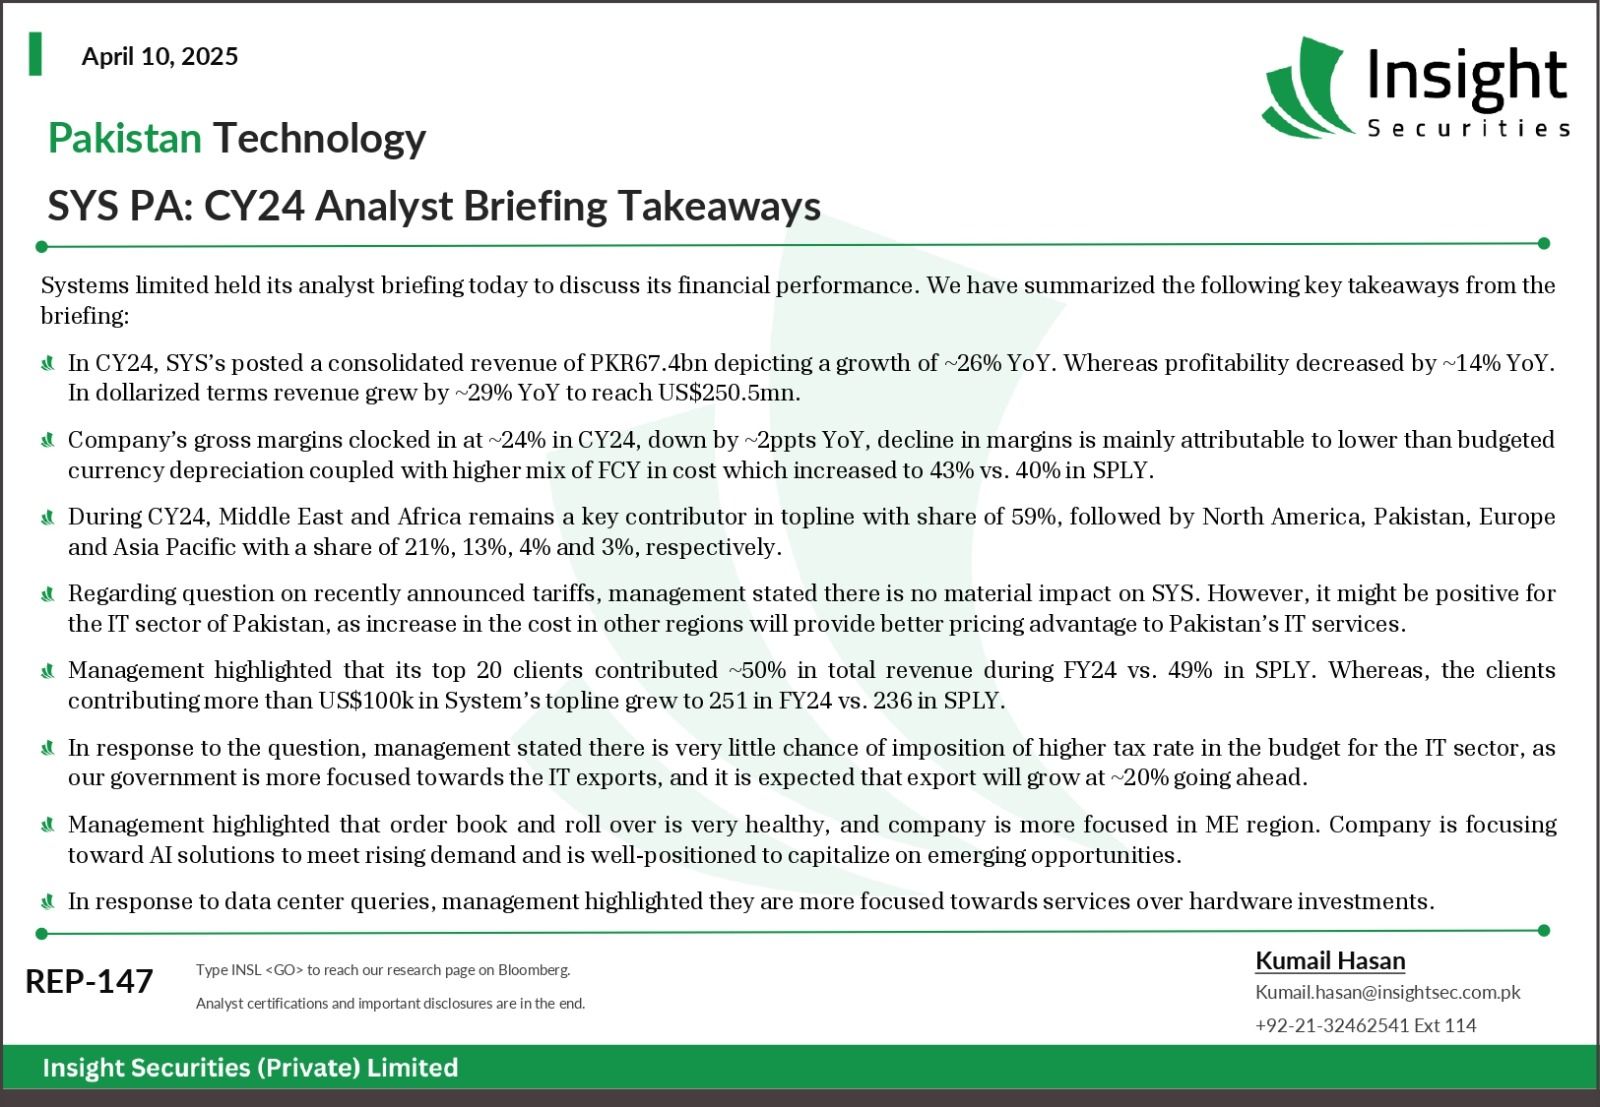 April 10, 2025
Insight
Securities
Pakistan Technology
SYS PA: CY24 Analyst Briefing Takeaways
Systems limited held its analyst briefing today to discuss its financial performance. We have summarized the following key takeaways from the
briefing:
In CY24, SYS’s posted a consolidated revenue of PKR67.4bn depicting a growth of ~26% YoY. Whereas profitability decreased by ~14% YoY.
In dollarized terms revenue grew by ~29% YoY to reach US$250.5mn.
Company’s gross margins clocked in at ~24% in CY24, down by ~2ppts YoY, decline in margins is mainly attributable to lower than budgeted
currency depreciation coupled with higher mix of FCY in cost which increased to 43% vs. 40% in SPLY.
During CY24, Middle East and Africa remains a key contributor in topline with share of 59%, followed by North America, Pakistan, Europe
and Asia Pacific with a share of 21%, 13%, 4% and 3%, respectively.
Regarding question on recently announced tariffs, management stated there is no material impact on SYS. However, it might be positive for
the IT sector of Pakistan, as increase in the cost in other regions will provide better pricing advantage to Pakistan’s IT services.
Management highlighted that its top 20 clients contributed ~50% in total revenue during FY24 vs. 49% in SPLY. Whereas, the clients
contributing more than US$100k in System’s topline grew to 251 in FY24 vs. 236 in SPLY.
In response to the question, management stated there is very little chance of imposition of higher tax rate in the budget for the IT sector, as
our government is more focused towards the IT exports, and it is expected that export will grow at ~20% going ahead.
Management highlighted that order book and roll over is very healthy, and company is more focused in ME region. Company is focusing
toward AI solutions to meet rising demand and is well-positioned to capitalize on emerging opportunities.
In response to data center queries, management highlighted they are more focused towards services over hardware investments.
REP-147
Type INSL <GO> to reach our research page on Bloomberg.
Analyst certifications and important disclosures are in the end.
Kumail Hasan
Kumail.hasan@insightsec.com.pk
+92-21-32462541 Ext 114
Insight Securities (Private) Limited